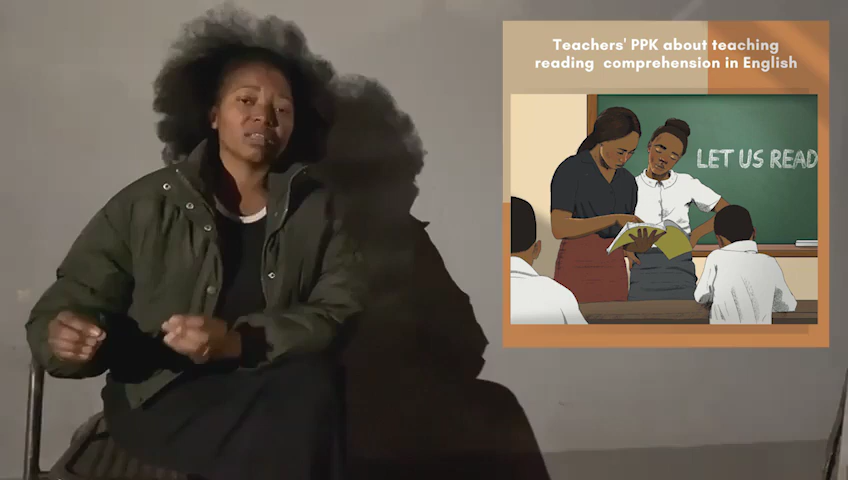 Teachers' PPK about teaching
reading comprehension in English
LET US READ